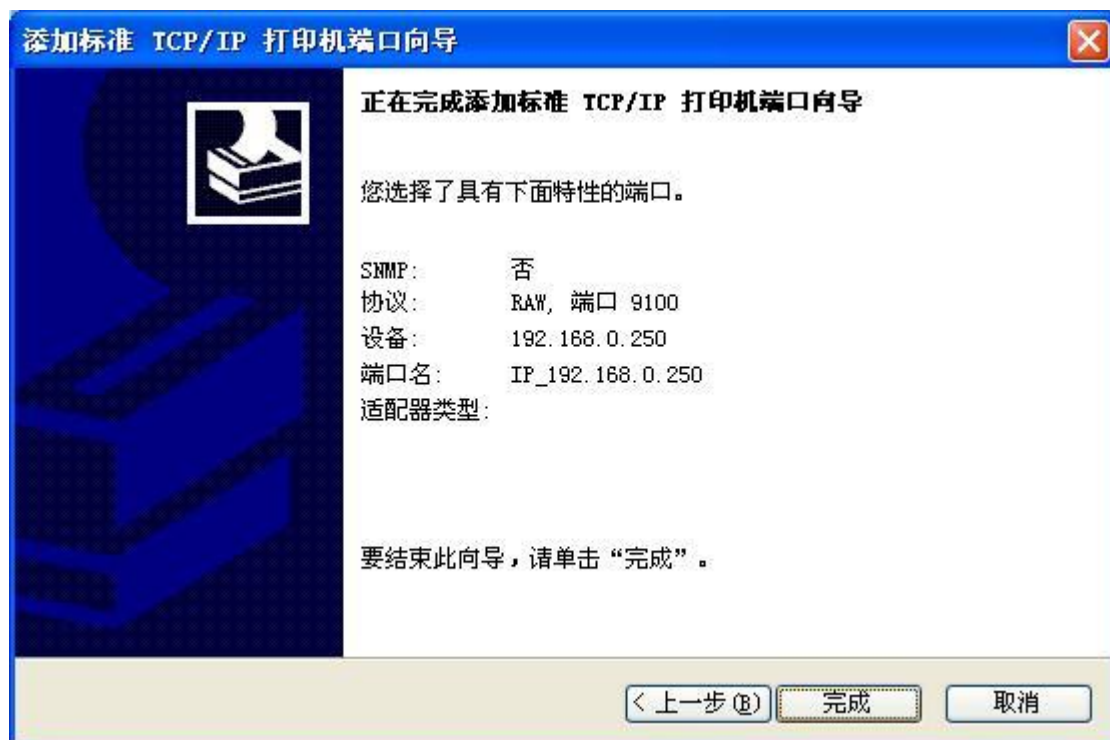 添加标准 TCP/IP 打印机端口向导
正在完成添加标准 TCP/IP 打印机端口向导
您选择了具有下面特性的端口。
SNMP: 否
协议: RAW, 端口 9100
设备: 192.168.0.250
端口名: IP_192.168.0.250
适配器类型:
要结束此向导，请单击“完成”。
< 上一步(B) 完成 取消